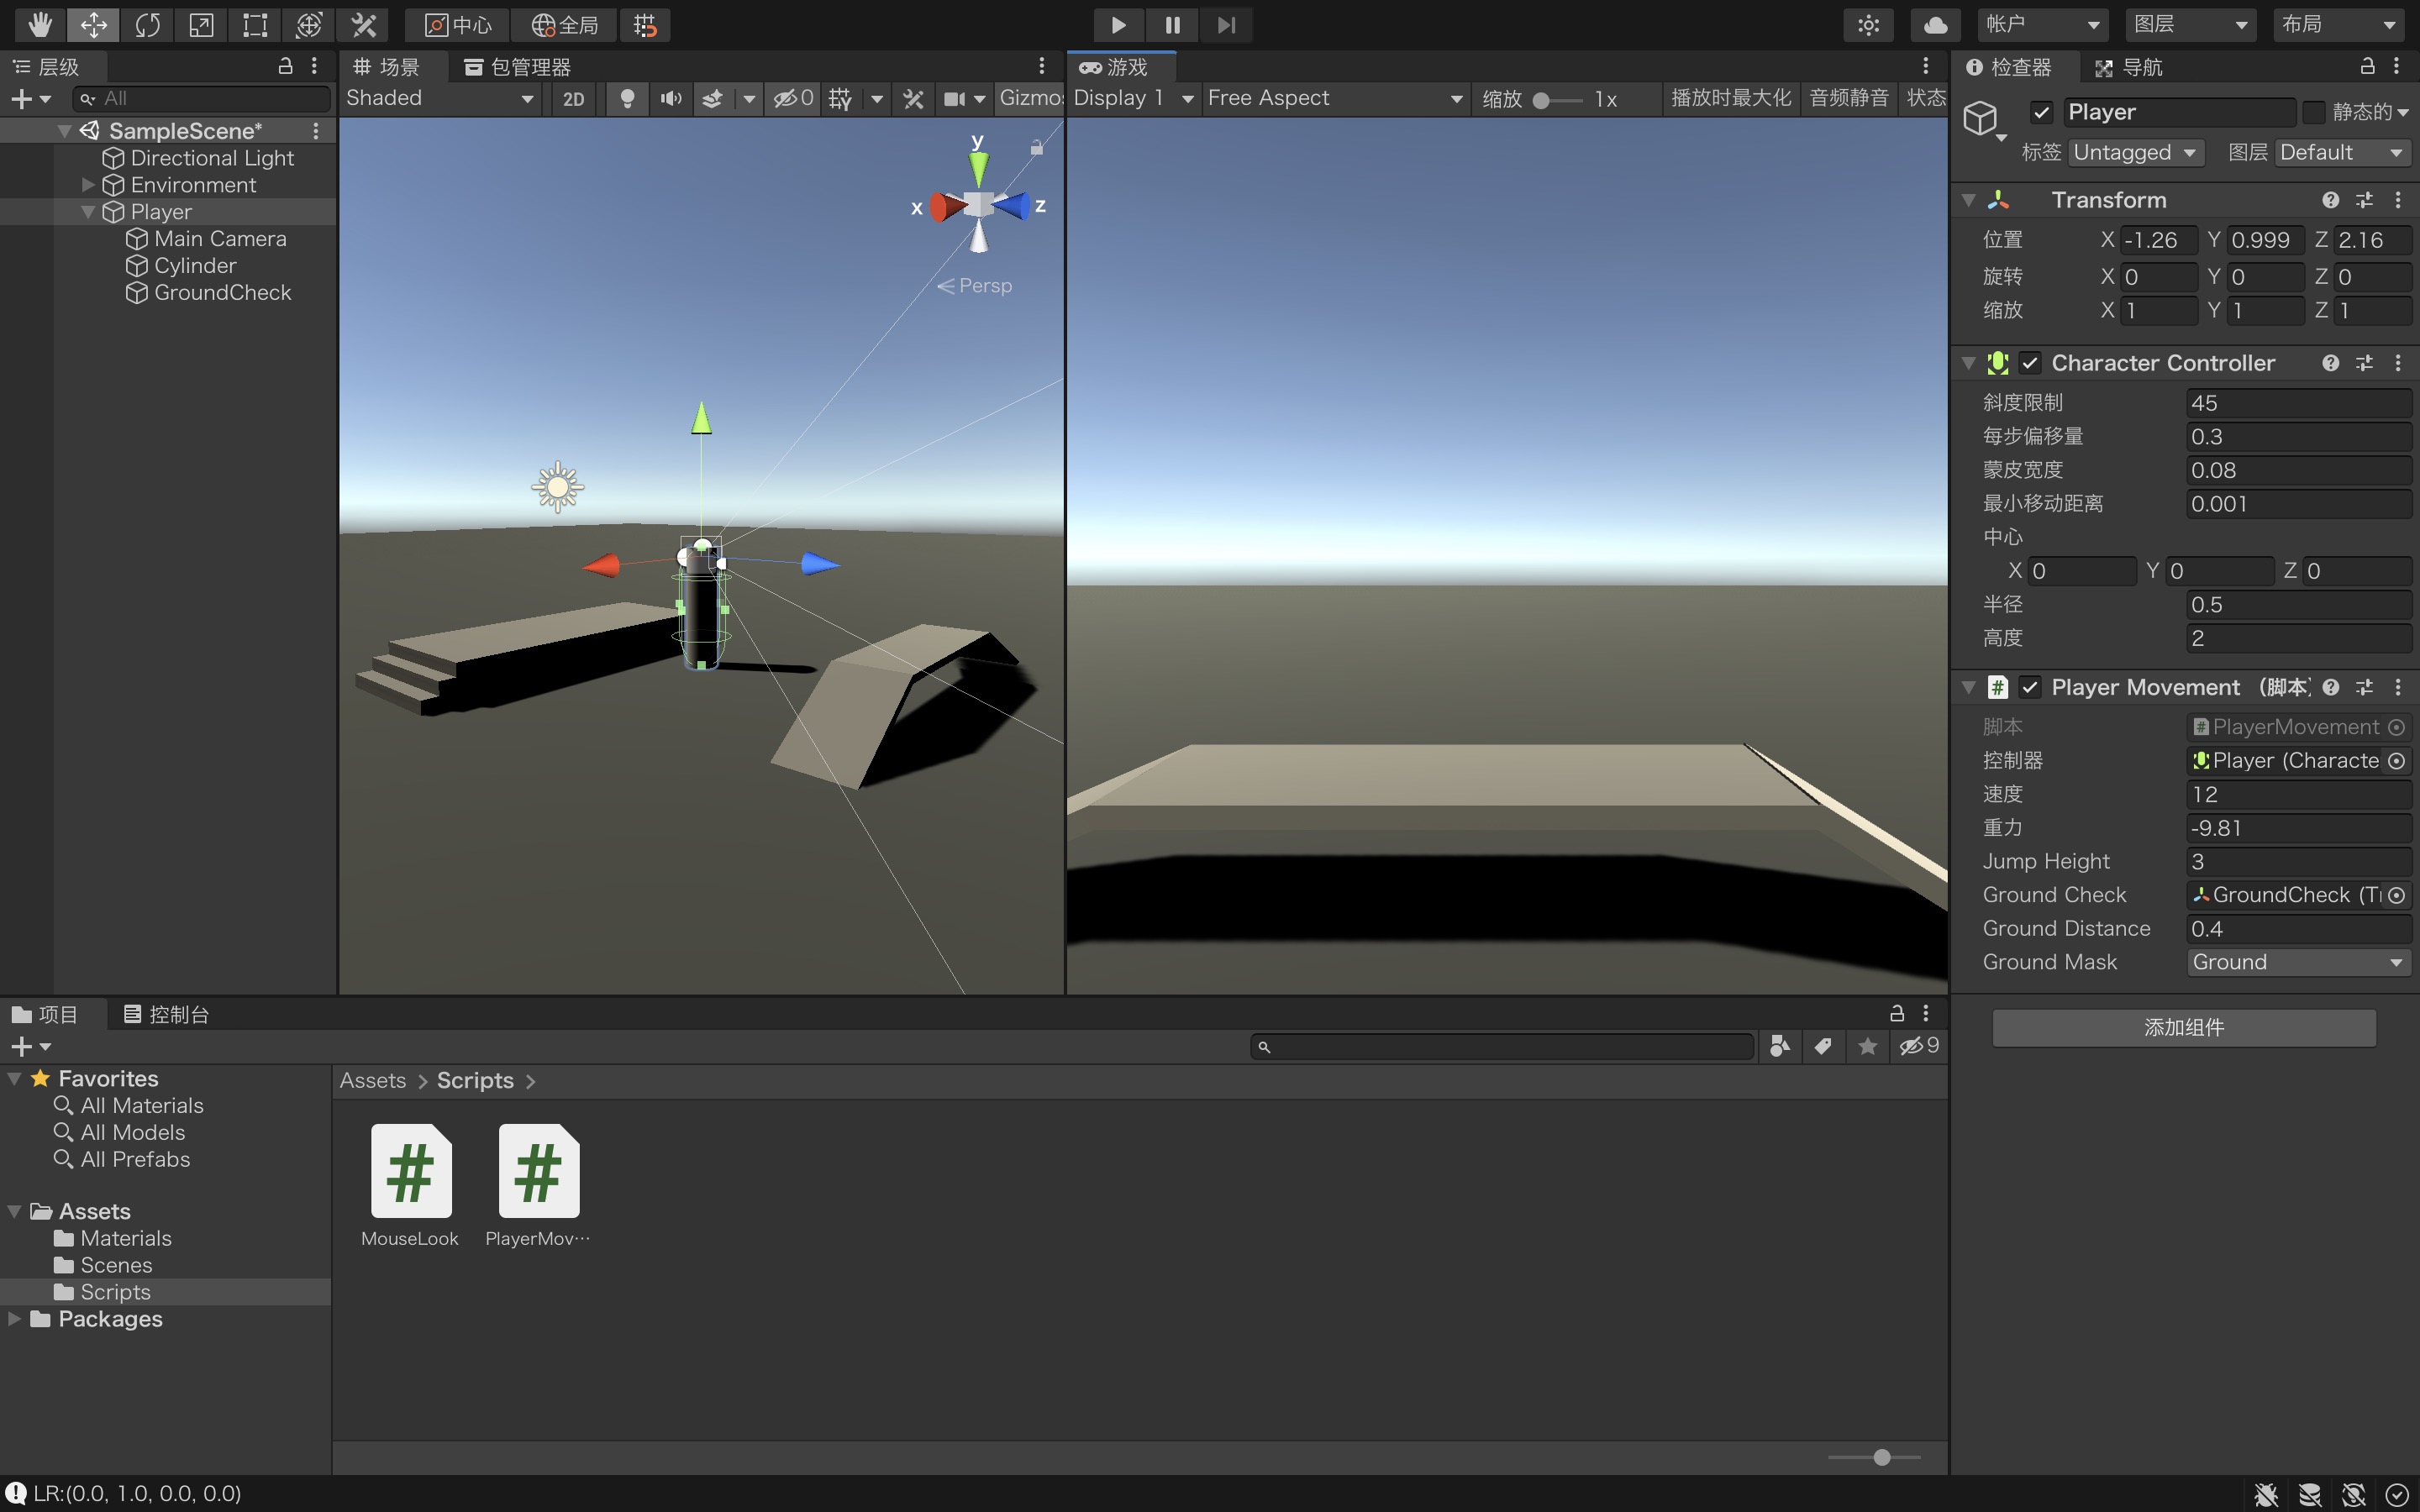 中心
全局
帐户
图层
布局
层级
All
SampleScene*
Directional Light
Environment
Player
Main Camera
Cylinder
GroundCheck
场景
包管理器
Shaded
2D
0
Gizmo
y
x
z
Persp
游戏
Display 1
Free Aspect
缩放
1x
播放时最大化
音频静音
状态
检查器
导航
Player
静态的
标签
Untagged
图层
Default
Transform
位置 X -1.26 Y 0.999 Z 2.16
旋转 X 0 Y 0 Z 0
缩放 X 1 Y 1 Z 1
Character Controller
斜度限制 45
每步偏移量 0.3
蒙皮宽度 0.08
最小移动距离 0.001
中心
X 0 Y 0 Z 0
半径 0.5
高度 2
Player Movement （脚本）
脚本 PlayerMovement
控制器 Player (Characte
速度 12
重力 -9.81
Jump Height 3
Ground Check GroundCheck (T
Ground Distance 0.4
Ground Mask Ground
添加组件
项目
控制台
9
Favorites
All Materials
All Models
All Prefabs
Assets
Materials
Scenes
Scripts
Packages
Assets > Scripts >
MouseLook
PlayerMov…
LR:(0.0, 1.0, 0.0, 0.0)